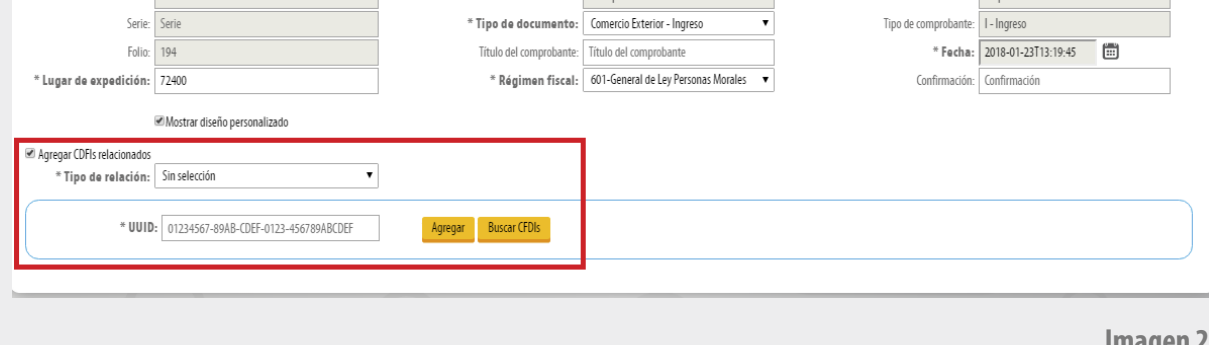 Serie: Serie * Tipo de documento: Comercio Exterior - Ingreso Tipo de comprobante: I - Ingreso
Folio: 194 Título del comprobante: Título del comprobante * Fecha: 2018-01-23T13:19:45
* Lugar de expedición: 72400 * Régimen fiscal: 601-General de Ley Personas Morales Confirmación: Confirmación
Mostrar diseño personalizado
Agregar CDFIs relacionados
* Tipo de relación: Sin selección
* UUID: 01234567-89AB-CDEF-0123-456789ABCDEF Agregar Buscar CFDIs
Imagen 2